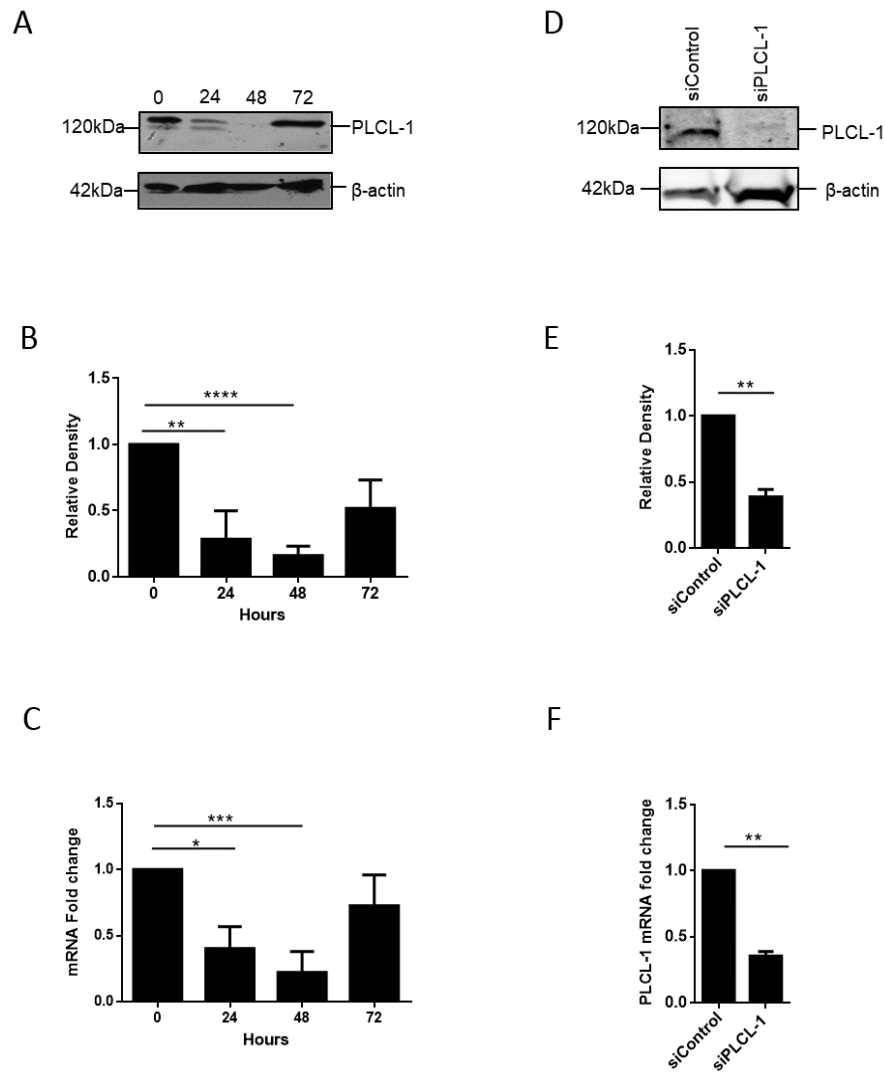 A
0 24 48 72
120kDa PLCL-1
42kDa β-actin
D
siControl siPLCL-1
120kDa PLCL-1
42kDa β-actin
B
1.5
1.0
0.5
0.0
Relative Density
****
**
0 24 48 72
Hours
E
1.5
1.0
0.5
0.0
Relative Density
**
siControl siPLCL-1
C
1.5
1.0
0.5
0.0
mRNA Fold change
***
*
0 24 48 72
Hours
F
1.5
1.0
0.5
0.0
PLCL-1 mRNA fold change
**
siControl siPLCL-1